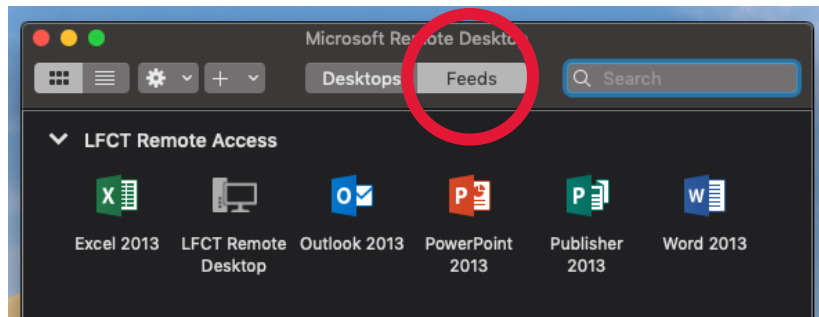 Microsoft Remote Desktop
Desktops
Feeds
Search
LFCT Remote Access
Excel 2013
LFCT Remote
Desktop
Outlook 2013
PowerPoint
2013
Publisher
2013
Word 2013